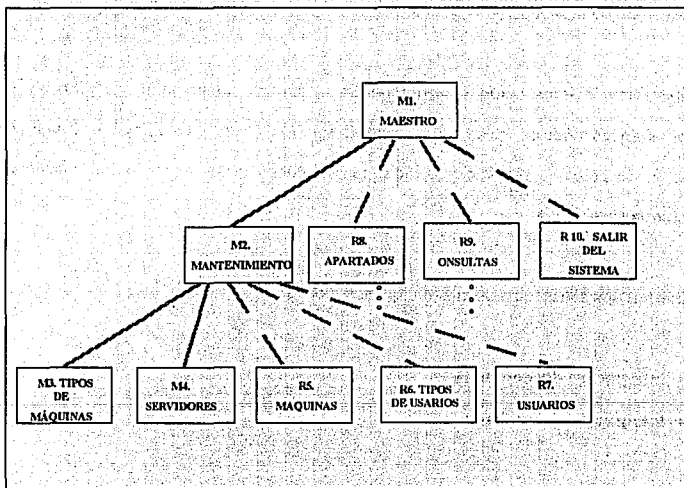 M1.
MAESTRO
M2.
MANTENIMIENTO
R8.
APARTADOS
R9.
ONSULTAS
R 10. SALIR
DEL
SISTEMA
M3. TIPOS
DE
MÁQUINAS
M4.
SERVIDORES
R5.
MAQUINAS
R6. TIPOS
DE USARIOS
R7.
USUARIOS